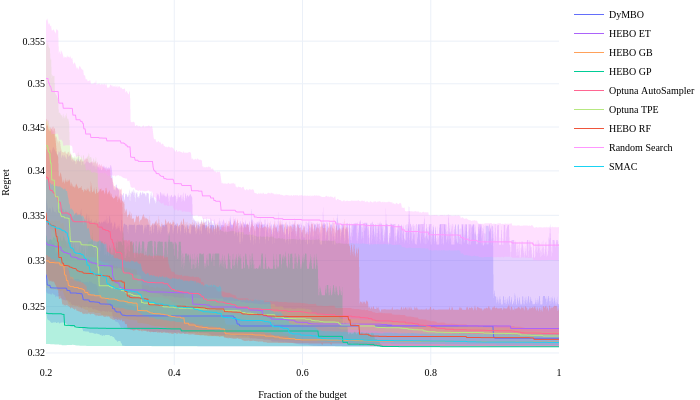 0.355
0.35
0.345
0.34
0.335
0.33
0.325
0.32
Regret
0.2
0.4
0.6
0.8
1
Fraction of the budget
DyMBO
HEBO ET
HEBO GB
HEBO GP
Optuna AutoSampler
Optuna TPE
HEBO RF
Random Search
SMAC